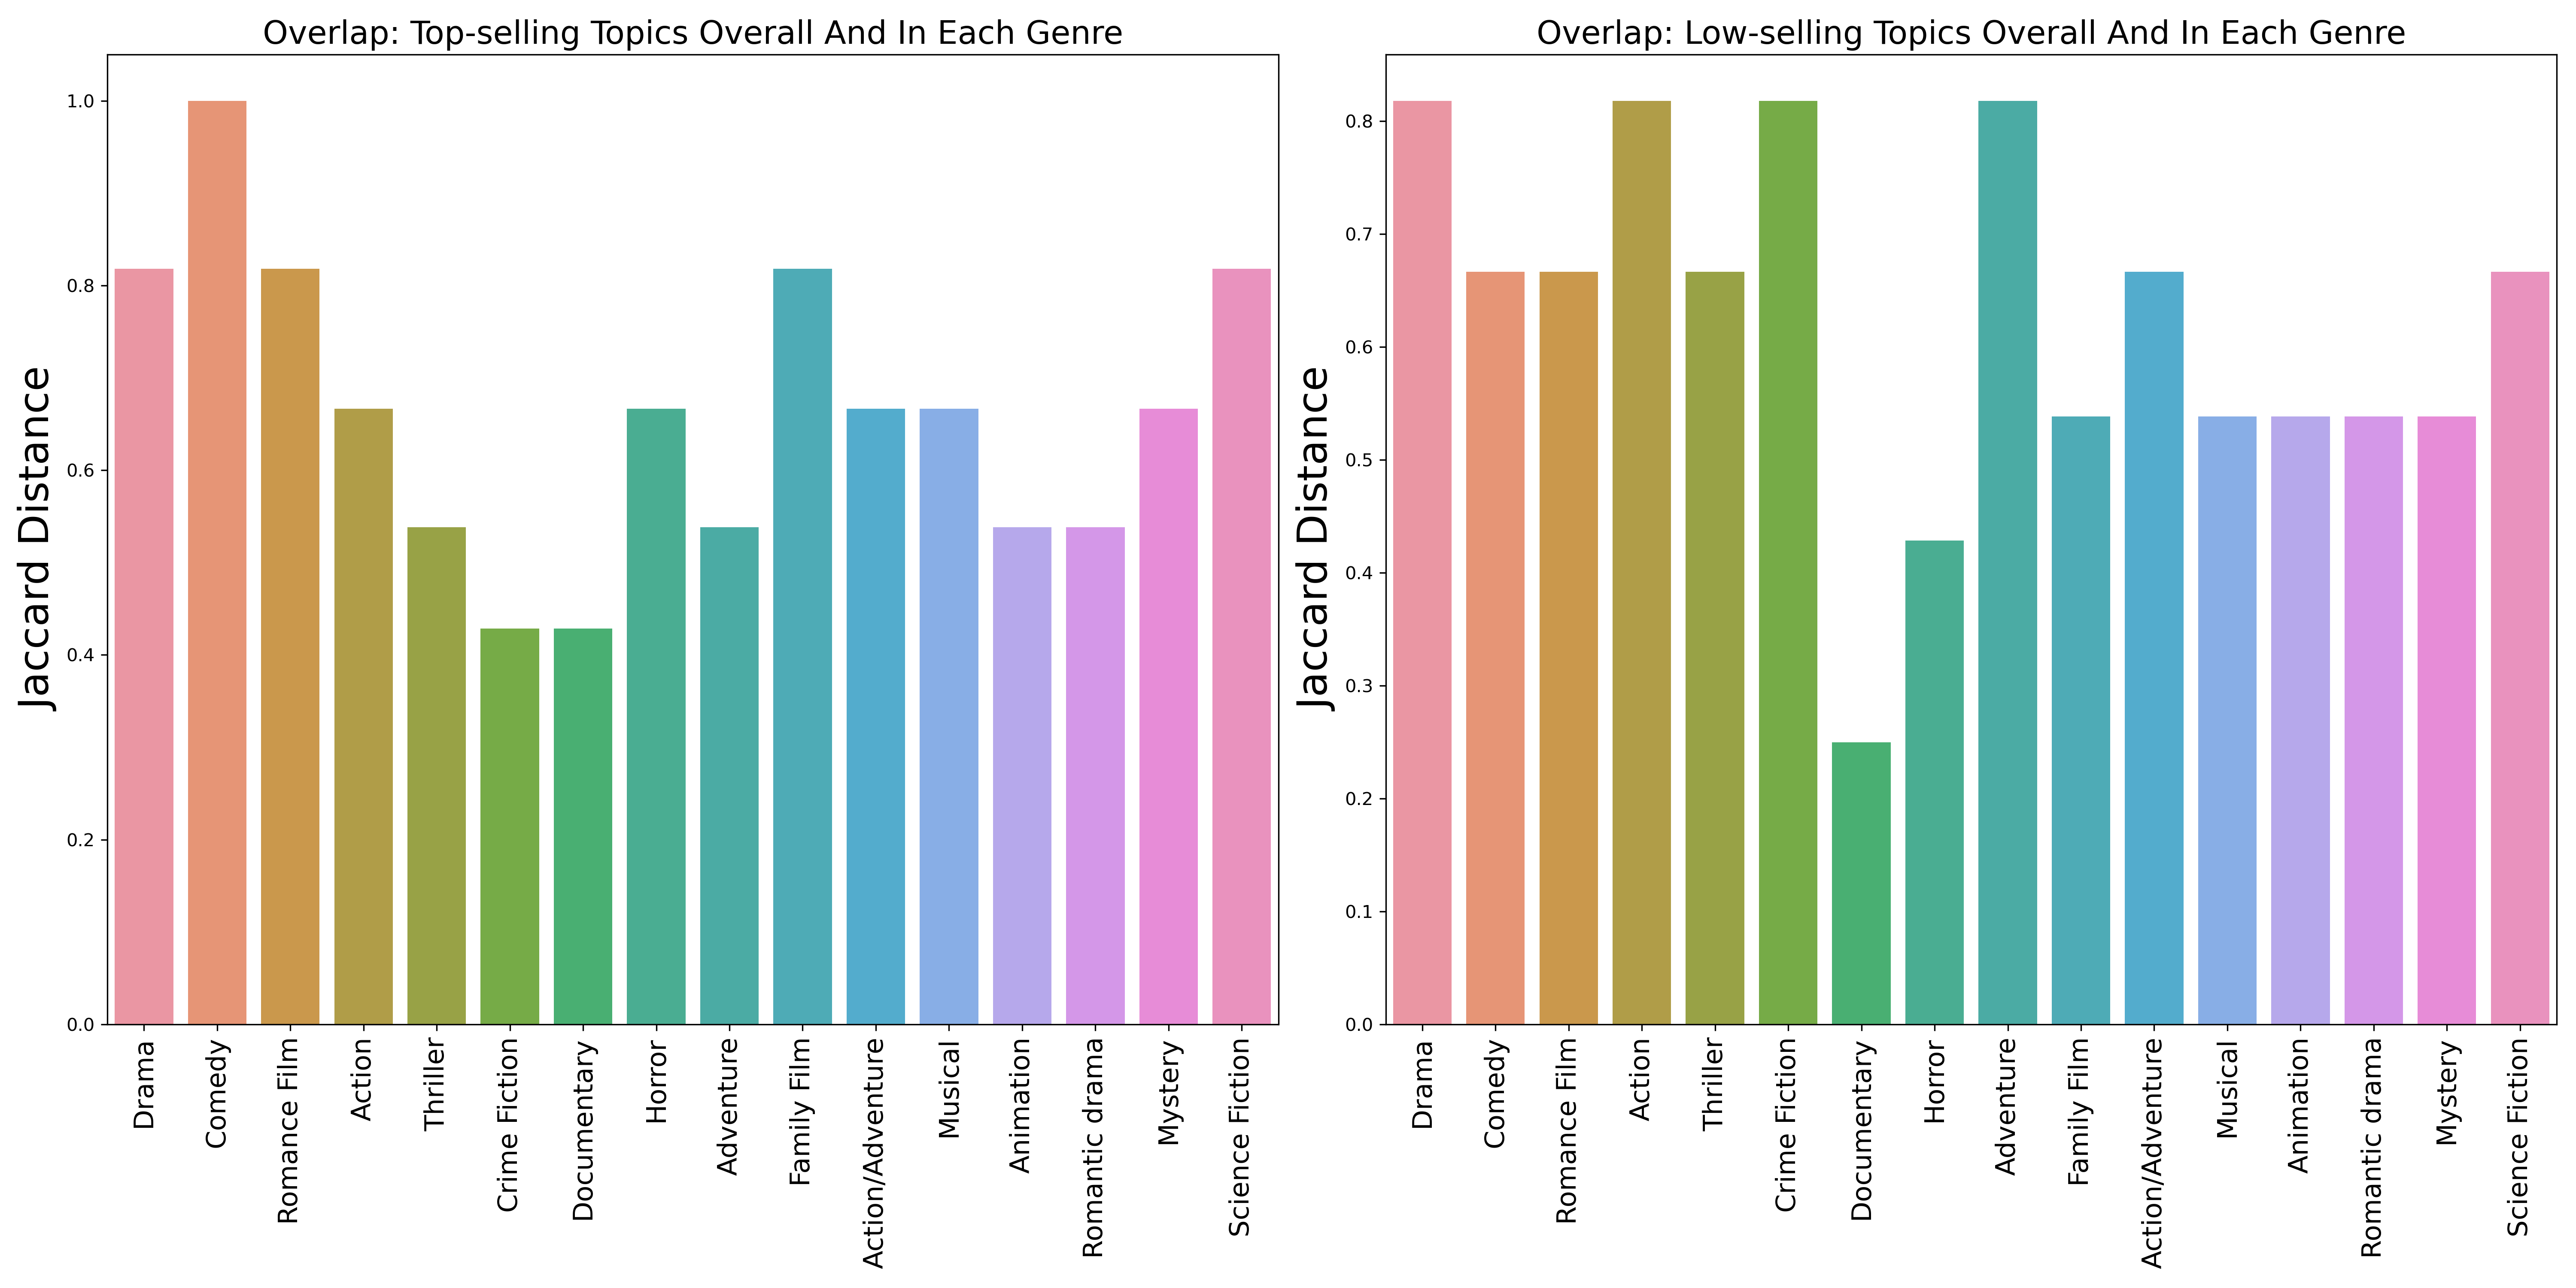 Overlap: Top-selling Topics Overall And In Each Genre
Jaccard Distance
1.0
0.8
0.6
0.4
0.2
0.0
Drama
Comedy
Romance Film
Action
Thriller
Crime Fiction
Documentary
Horror
Adventure
Family Film
Action/Adventure
Musical
Animation
Romantic drama
Mystery
Science Fiction
Overlap: Low-selling Topics Overall And In Each Genre
Jaccard Distance
0.8
0.7
0.6
0.5
0.4
0.3
0.2
0.1
0.0
Drama
Comedy
Romance Film
Action
Thriller
Crime Fiction
Documentary
Horror
Adventure
Family Film
Action/Adventure
Musical
Animation
Romantic drama
Mystery
Science Fiction